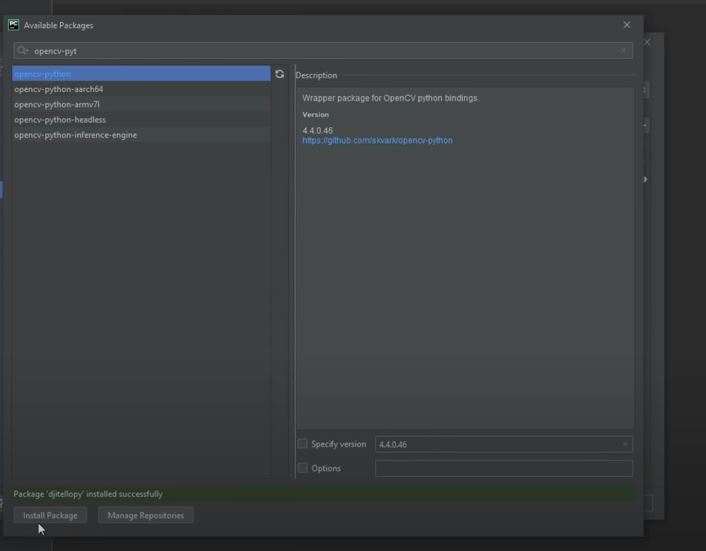 PC
Available Packages
opencv-pyt
opencv-python
opencv-python-aarch64
opencv-python-armv7l
opencv-python-headless
opencv-python-inference-engine
Description
Wrapper package for OpenCV python bindings.
Version
4.4.0.46
https://github.com/skvark/opencv-python
Specify version
4.4.0.46
Options
Package 'djitellopy' installed successfully
Install Package
Manage Repositories